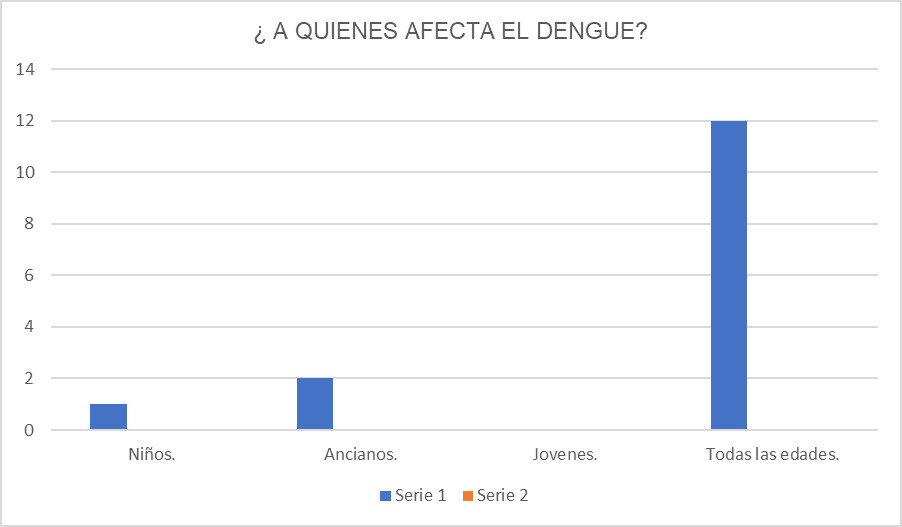 ¿ A QUIENES AFECTA EL DENGUE?
14
12
10
8
6
4
2
0
Niños. Ancianos. Jovenes. Todas las edades.
Serie 1 Serie 2